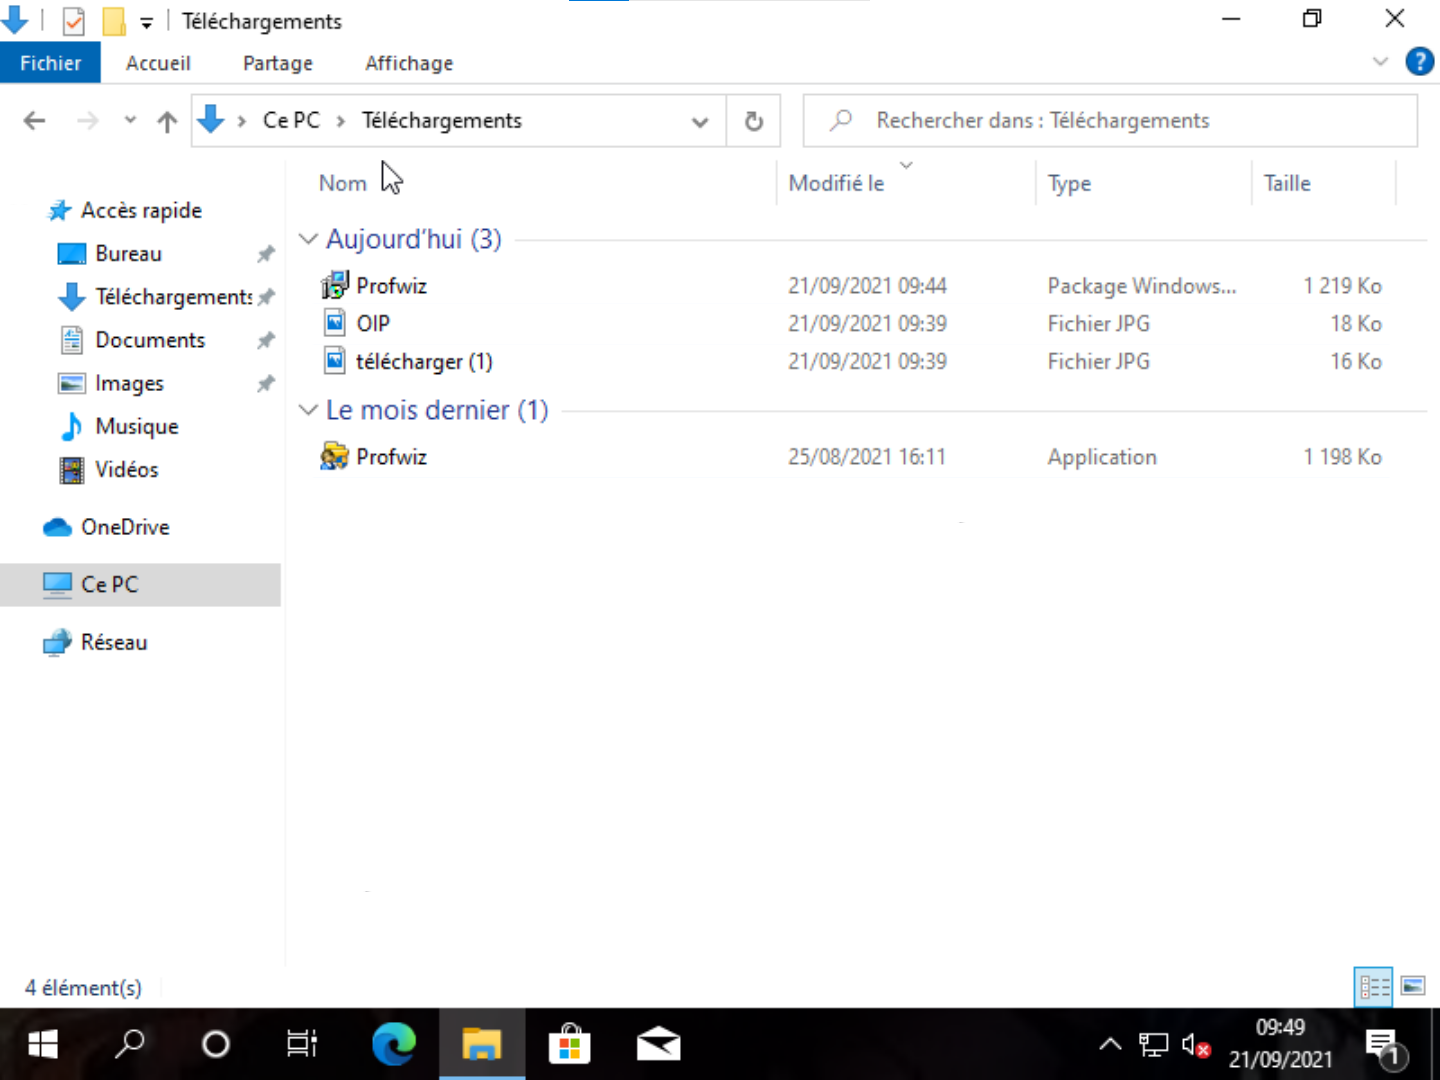 Téléchargements
Fichier Accueil Partage Affichage ?
Ce PC > Téléchargements Rechercher dans : Téléchargements
Nom Modifié le Type Taille
Accès rapide
Bureau
Téléchargements
Documents
Images
Musique
Vidéos
OneDrive
Ce PC
Réseau
Aujourd'hui (3)
Profwiz 21/09/2021 09:44 Package Windows... 1 219 Ko
OIP 21/09/2021 09:39 Fichier JPG 18 Ko
télécharger (1) 21/09/2021 09:39 Fichier JPG 16 Ko
Le mois dernier (1)
Profwiz 25/08/2021 16:11 Application 1 198 Ko
4 élément(s)
09:49
21/09/2021
1